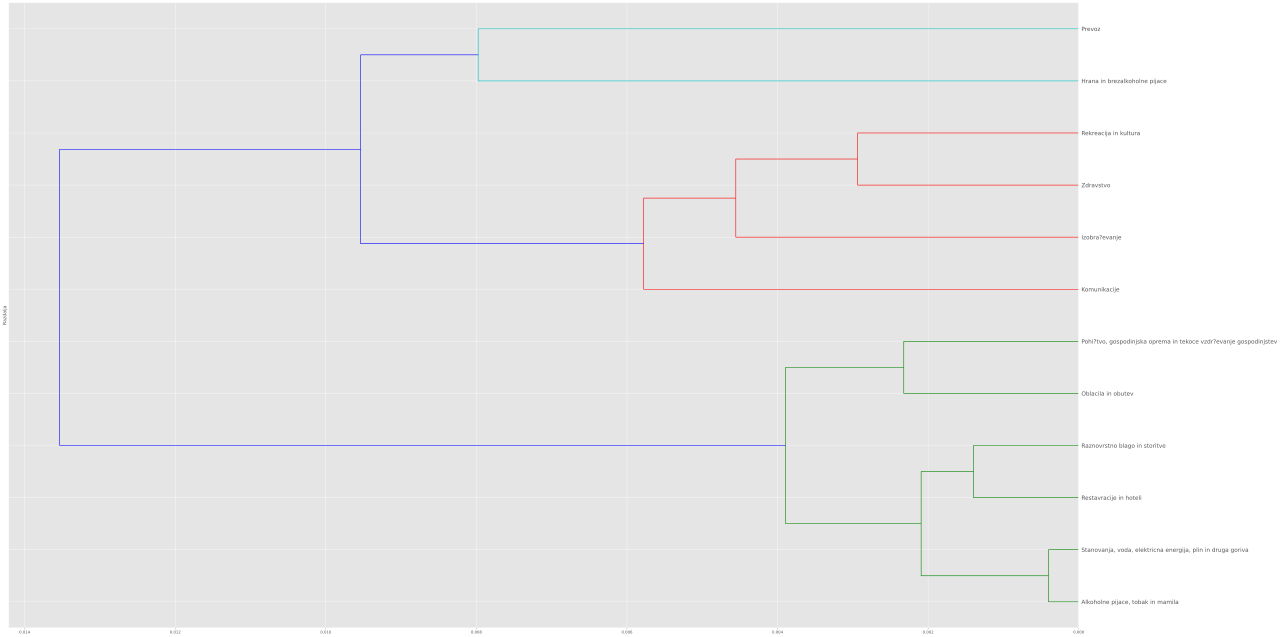 Prevoz
Hrana in brezalkoholne pijace
Rekreacija in kultura
Zdravstvo
Izobra?evanje
Komunikacije
Razdalja
Pohi?tvo, gospodinjska oprema in tekoce vzdr?evanje gospodinjstev
Oblacila in obutev
Raznovrstno blago in storitve
Restavracije in hoteli
Stanovanja, voda, elektricna energija, plin in druga goriva
Alkoholne pijace, tobak in mamila
0.014 0.012 0.010 0.008 0.006 0.004 0.002 0.000